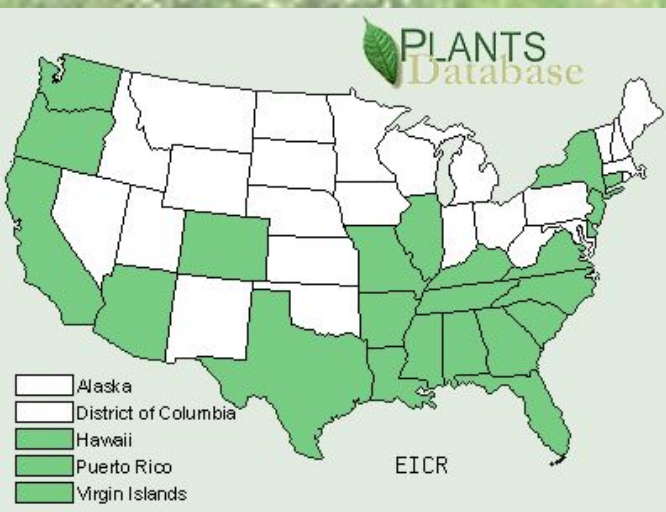 PLANTS
Database
Alaska
District of Columbia
Hawaii
Puerto Rico
Virgin Islands
EICR